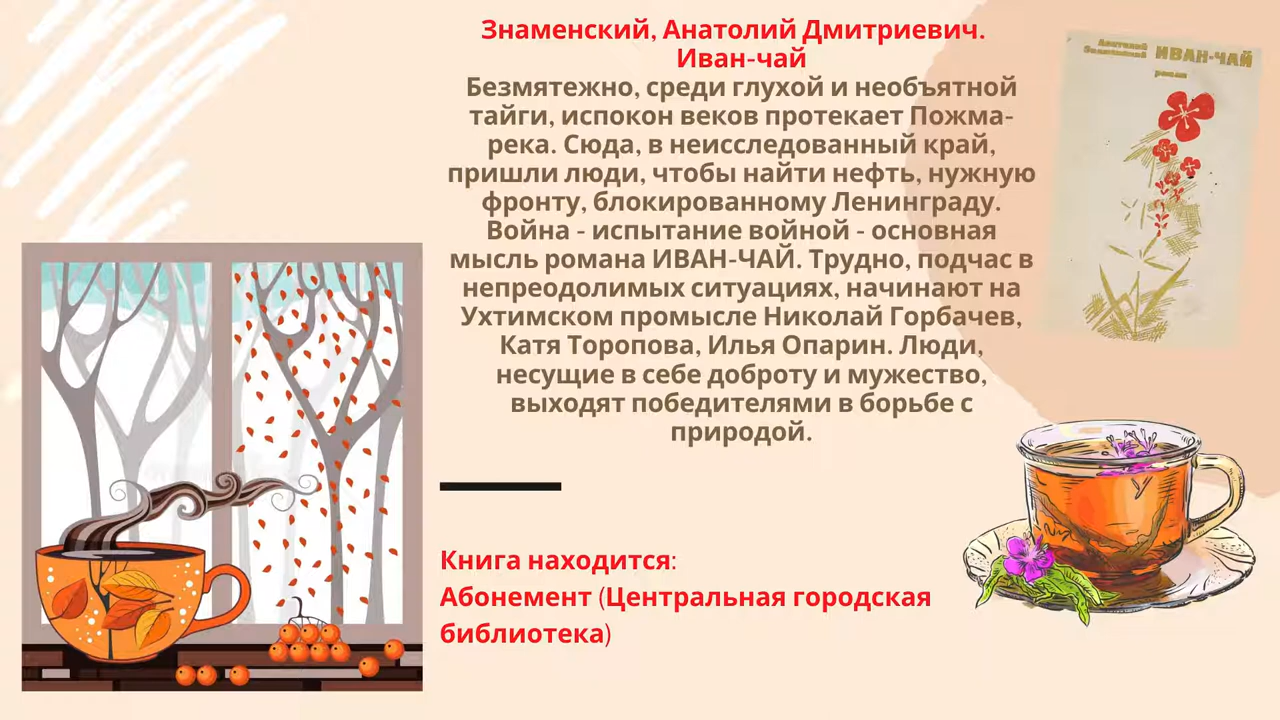 Знаменский, Анатолий Дмитриевич.
Иван-чай
Безмятежно, среди глухой и необъятной
тайги, испокон веков протекает Пожма-
река. Сюда, в неисследованный край,
пришли люди, чтобы найти нефть, нужную
фронту, блокированному Ленинграду.
Война - испытание войной - основная
мысль романа ИВАН-ЧАЙ. Трудно, подчас в
непреодолимых ситуациях, начинают на
Ухтимском промысле Николай Горбачев,
Катя Торопова, Илья Опарин. Люди,
несущие в себе доброту и мужество,
выходят победителями в борьбе с
природой.
Книга находится:
Абонемент (Центральная городская
библиотека)
Анатолий
Знаменский
ИВАН-ЧАЙ
роман